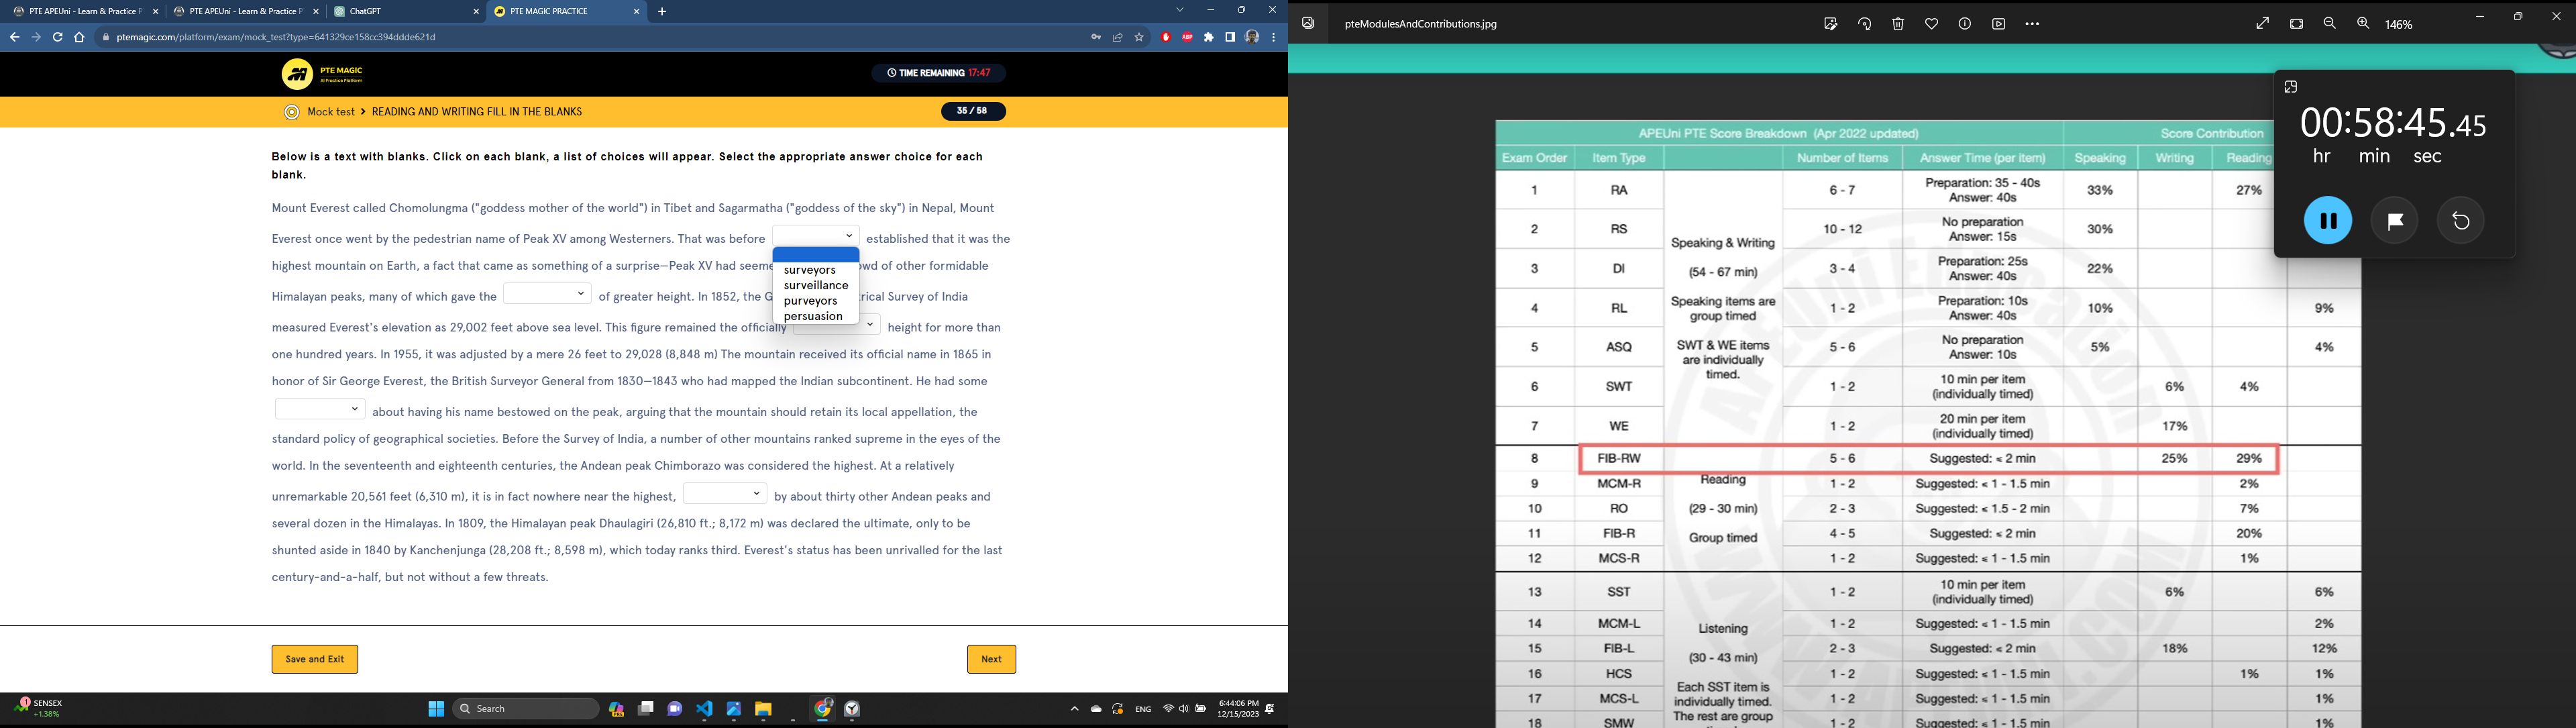 PTE APEUni - Learn & Practice P
PTE APEUni - Learn & Practice P
ChatGPT
PTE MAGIC PRACTICE
ptemagic.com/platform/exam/mock_test?type=641329ce158cc394ddde621d
PTE MAGIC
AI Practice Platform
TIME REMAINING 17:47
Mock test > READING AND WRITING FILL IN THE BLANKS
35 / 58
Below is a text with blanks. Click on each blank, a list of choices will appear. Select the appropriate answer choice for each
blank.
Mount Everest called Chomolungma ("goddess mother of the world") in Tibet and Sagarmatha ("goddess of the sky") in Nepal, Mount
Everest once went by the pedestrian name of Peak XV among Westerners. That was before established that it was the
highest mountain on Earth, a fact that came as something of a surprise—Peak XV had seeme owd of other formidable
surveyors
surveillance
purveyors
persuasion
Himalayan peaks, many of which gave the of greater height. In 1852, the G trical Survey of India
measured Everest's elevation as 29,002 feet above sea level. This figure remained the officially height for more than
one hundred years. In 1955, it was adjusted by a mere 26 feet to 29,028 (8,848 m) The mountain received its official name in 1865 in
honor of Sir George Everest, the British Surveyor General from 1830—1843 who had mapped the Indian subcontinent. He had some
about having his name bestowed on the peak, arguing that the mountain should retain its local appellation, the
standard policy of geographical societies. Before the Survey of India, a number of other mountains ranked supreme in the eyes of the
world. In the seventeenth and eighteenth centuries, the Andean peak Chimborazo was considered the highest. At a relatively
unremarkable 20,561 feet (6,310 m), it is in fact nowhere near the highest, by about thirty other Andean peaks and
several dozen in the Himalayas. In 1809, the Himalayan peak Dhaulagiri (26,810 ft.; 8,172 m) was declared the ultimate, only to be
shunted aside in 1840 by Kanchenjunga (28,208 ft.; 8,598 m), which today ranks third. Everest's status has been unrivalled for the last
century-and-a-half, but not without a few threats.
Save and Exit
Next
SENSEX
+1.38%
Search
ENG
6:44:06 PM
12/15/2023
pteModulesAndContributions.jpg
146%
00:58:45.45
hr min sec
APEUni PTE Score Breakdown (Apr 2022 updated) Score Contribution
Exam Order Item Type Number of Items Answer Time (per item) Speaking Writing Reading
1 RA 6 - 7 Preparation: 35 - 40s Answer: 40s 33% 27%
2 RS 10 - 12 No preparation Answer: 15s 30%
Speaking & Writing
(54 - 67 min)
3 DI 3 - 4 Preparation: 25s Answer: 40s 22%
Speaking items are
group timed
4 RL 1 - 2 Preparation: 10s Answer: 40s 10% 9%
SWT & WE items
are individually
timed.
5 ASQ 5 - 6 No preparation Answer: 10s 5% 4%
6 SWT 1 - 2 10 min per item (individually timed) 6% 4%
7 WE 1 - 2 20 min per item (individually timed) 17%
8 FIB-RW 5 - 6 Suggested: < 2 min 25% 29%
Reading
(29 - 30 min)
Group timed
9 MCM-R 1 - 2 Suggested: < 1 - 1.5 min 2%
10 RO 2 - 3 Suggested: < 1.5 - 2 min 7%
11 FIB-R 4 - 5 Suggested: < 2 min 20%
12 MCS-R 1 - 2 Suggested: < 1 - 1.5 min 1%
13 SST 1 - 2 10 min per item (individually timed) 6% 6%
14 MCM-L 1 - 2 Suggested: < 1 - 1.5 min 2%
Listening
(30 - 43 min)
Each SST item is
individually timed.
The rest are group
15 FIB-L 2 - 3 Suggested: < 2 min 18% 12%
16 HCS 1 - 2 Suggested: < 1 - 1.5 min 1% 1%
17 MCS-L 1 - 2 Suggested: < 1 - 1.5 min 1%
18 SMW 1 - 2 Suggested: < 1 - 1.5 min 1%